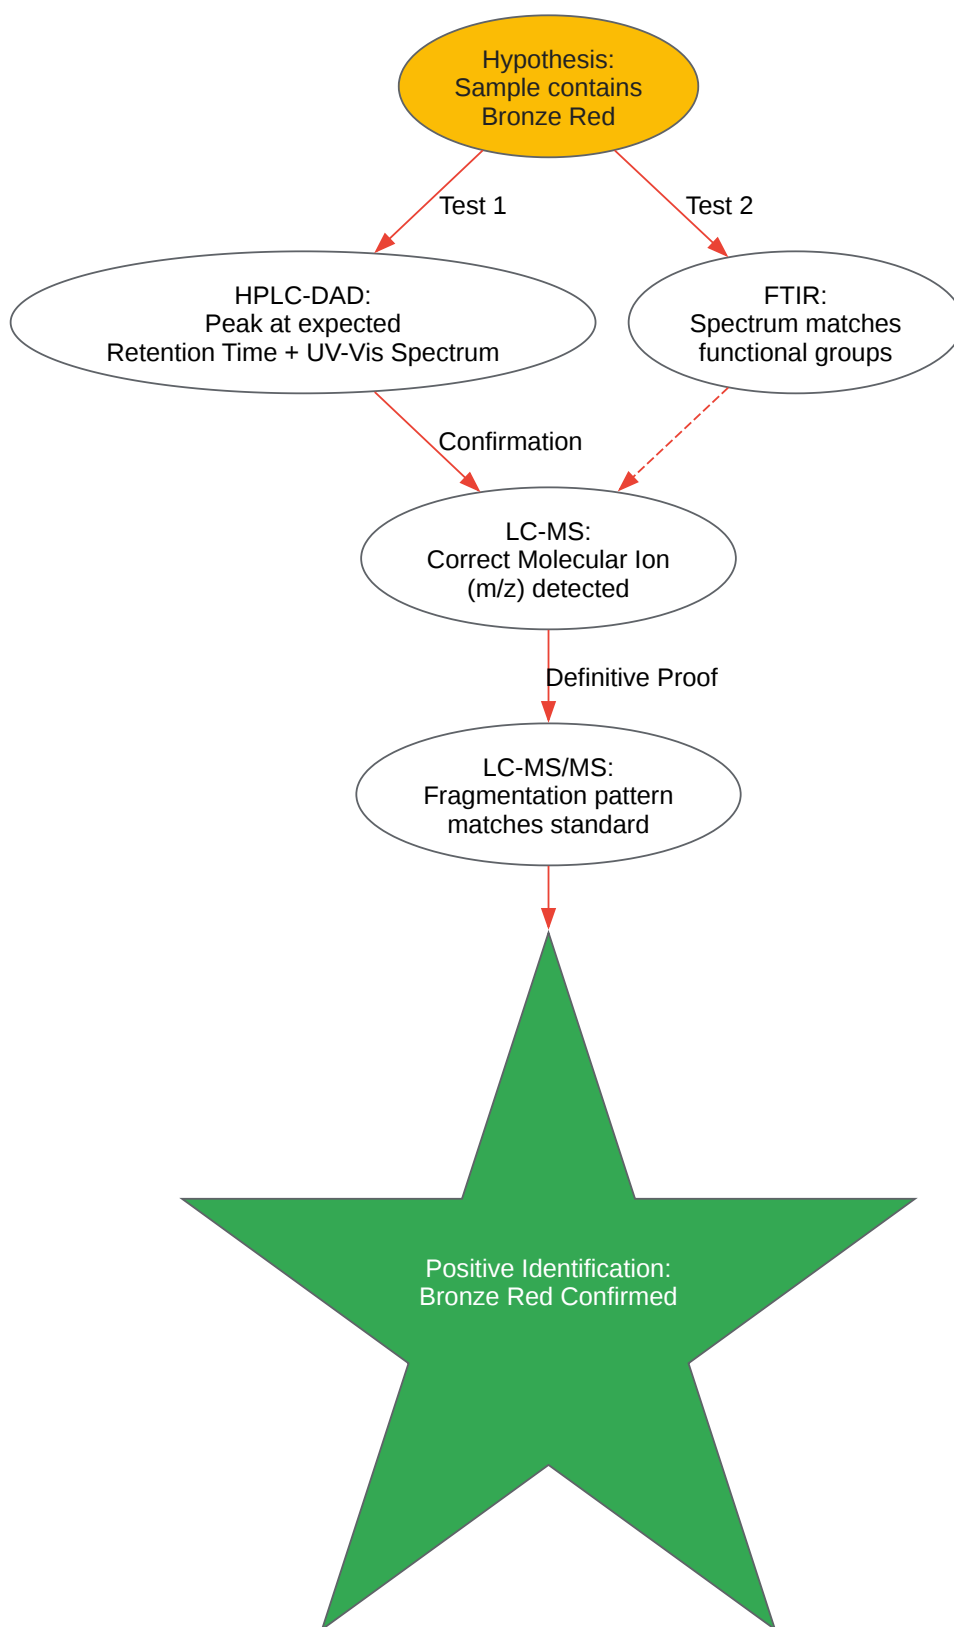 Hypothesis:
Sample contains
Bronze Red
Test 1
Test 2
HPLC-DAD:
Peak at expected
Retention Time + UV-Vis Spectrum
FTIR:
Spectrum matches
functional groups
Confirmation
LC-MS:
Correct Molecular Ion
(m/z) detected
Definitive Proof
LC-MS/MS:
Fragmentation pattern
matches standard
Positive Identification:
Bronze Red Confirmed